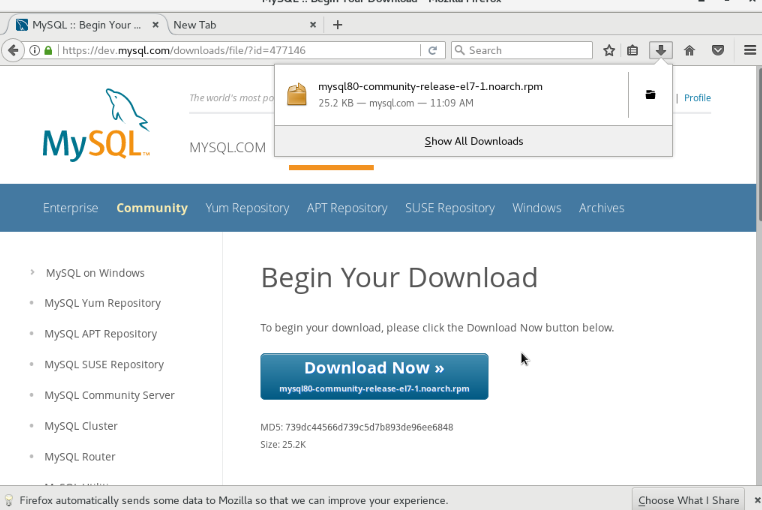 MySQL :: Begin Your Download - Mozilla Firefox
MySQL :: Begin Your ... × New Tab × +
https://dev.mysql.com/downloads/file/?id=477146 Search
mysql80-community-release-el7-1.noarch.rpm
25.2 KB — mysql.com — 11:09 AM
Show All Downloads
MySQL™
The world's most po
| Profile
MYSQL.COM
Enterprise Community Yum Repository APT Repository SUSE Repository Windows Archives
MySQL on Windows
MySQL Yum Repository
MySQL APT Repository
MySQL SUSE Repository
MySQL Community Server
MySQL Cluster
MySQL Router
Begin Your Download
To begin your download, please click the Download Now button below.
Download Now »
mysql80-community-release-el7-1.noarch.rpm
MD5: 739dc44566d739c5d7b893de96ee6848
Size: 25.2K
Firefox automatically sends some data to Mozilla so that we can improve your experience. Choose What I Share ×